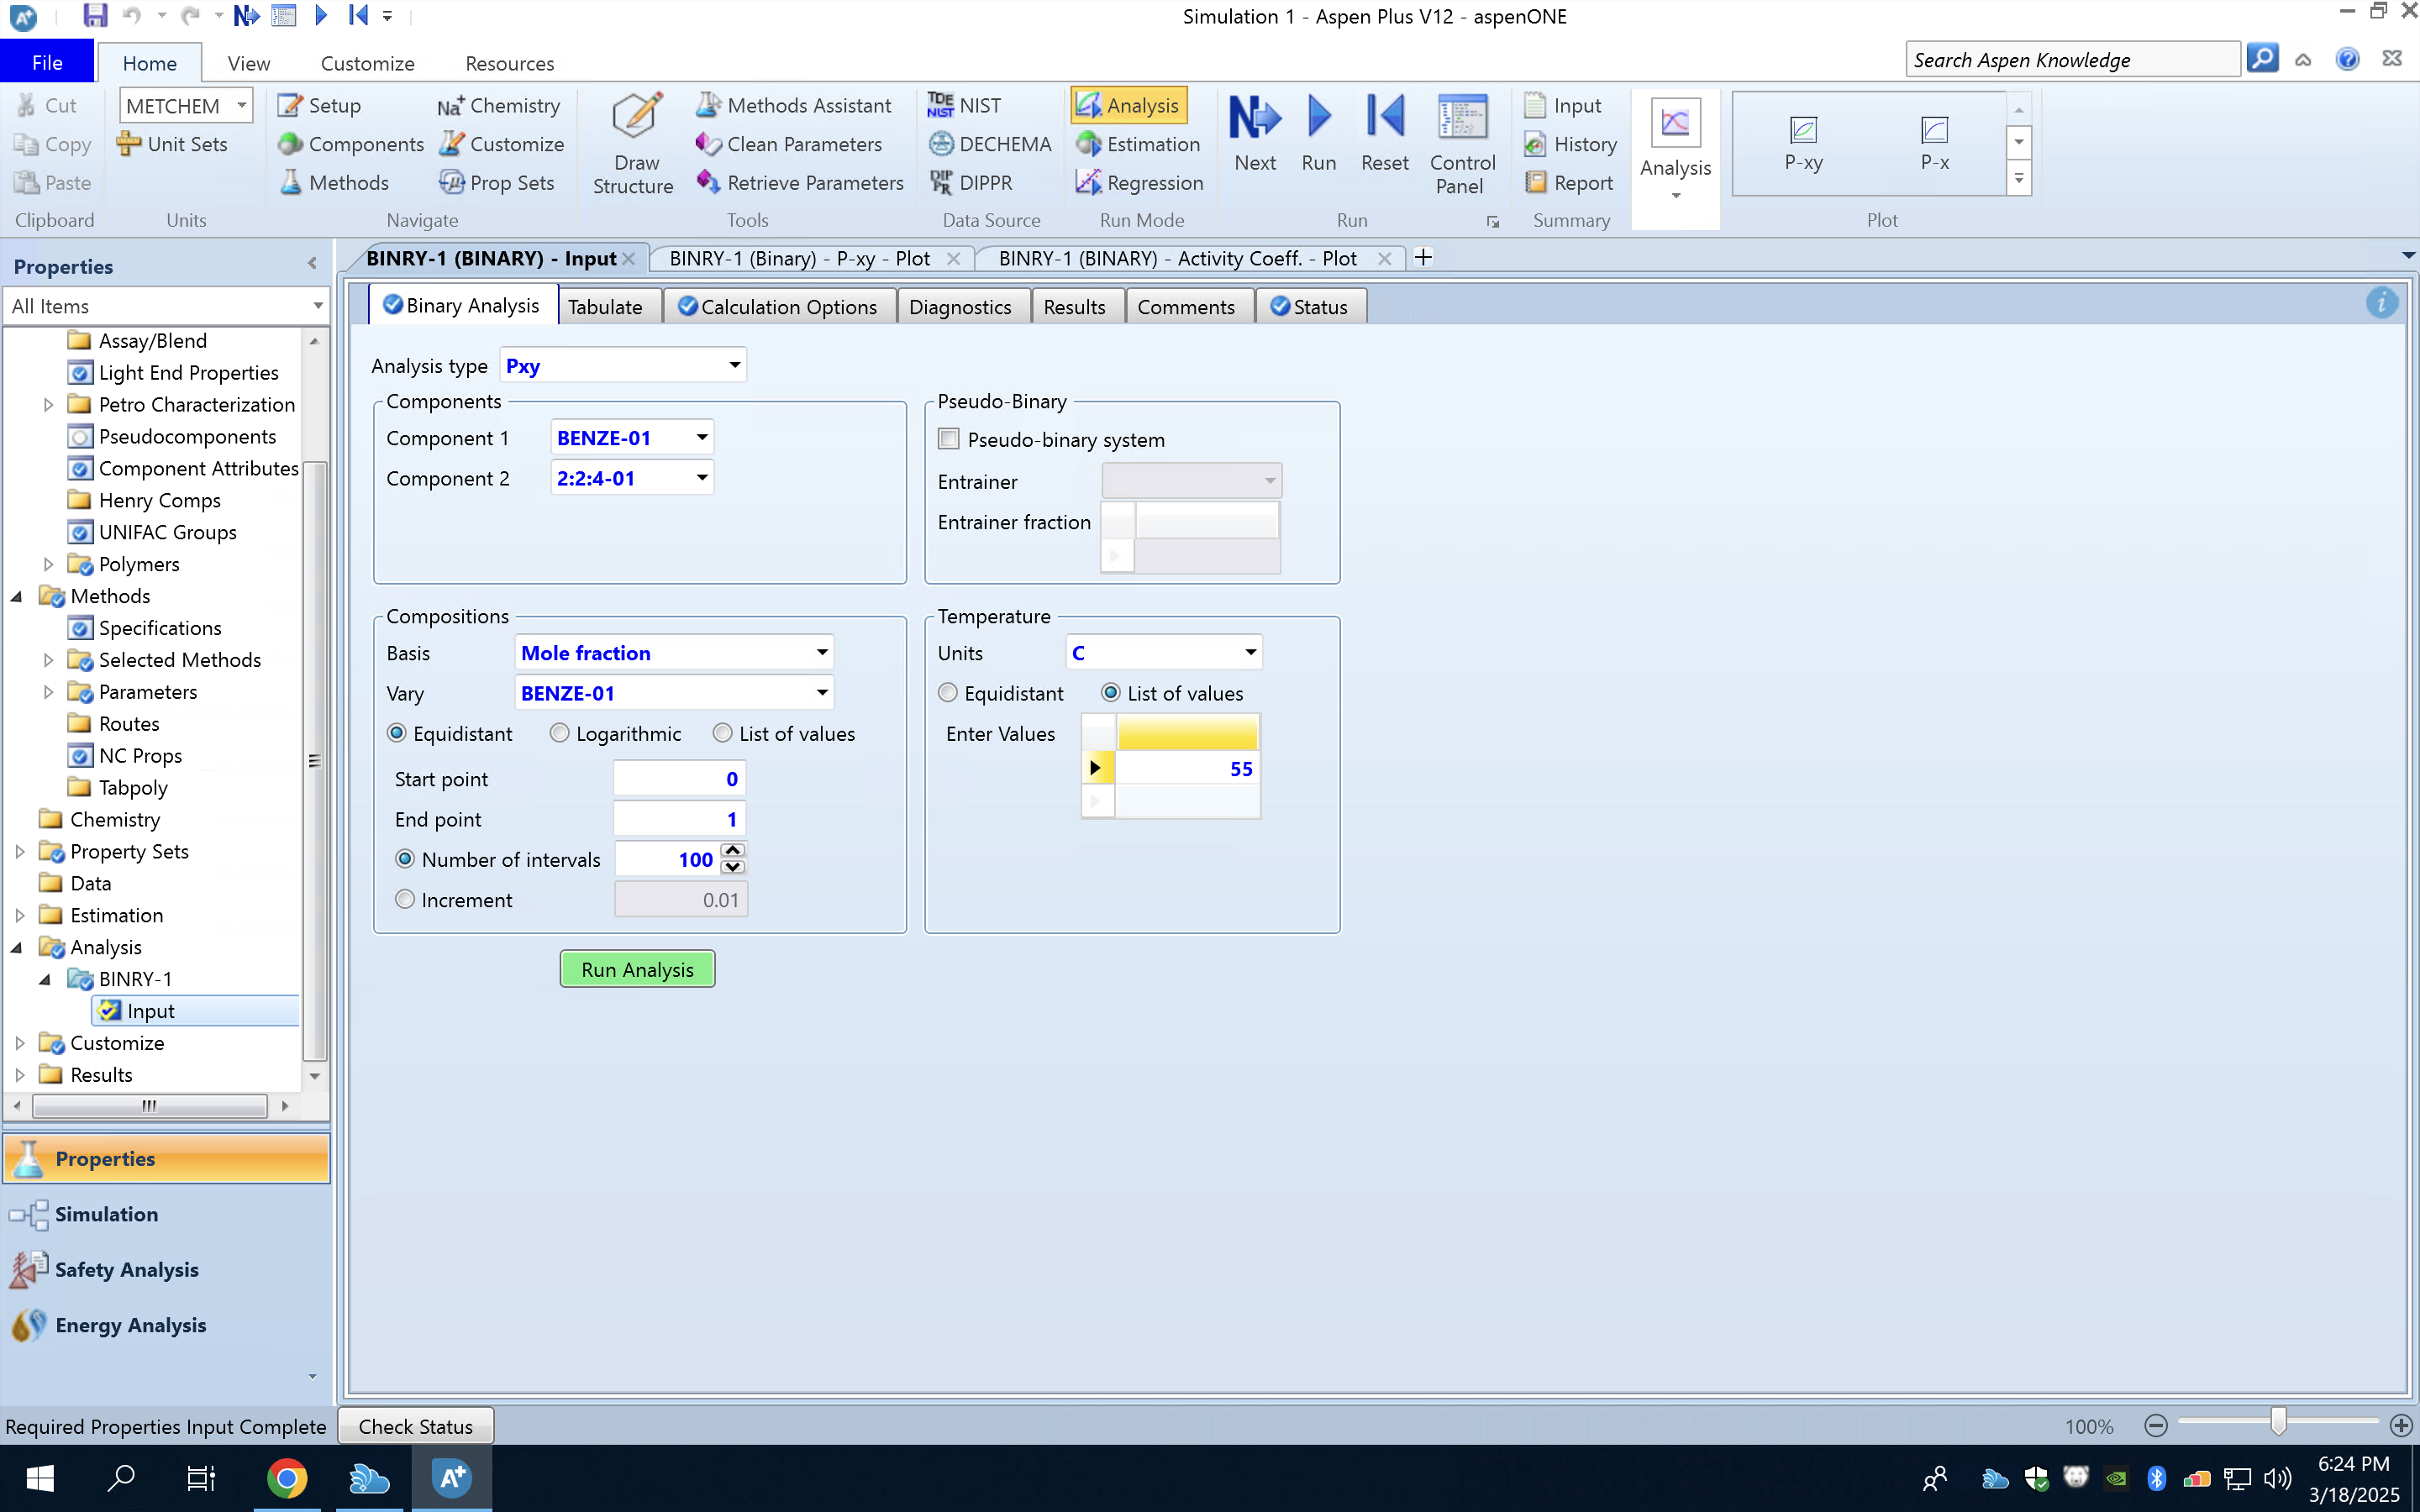 Simulation 1 - Aspen Plus V12 - aspenONE
File Home View Customize Resources
Search Aspen Knowledge
Cut
Copy
Paste
Clipboard
METCHEM
Unit Sets
Units
Setup
Components
Methods
Chemistry
Customize
Prop Sets
Navigate
Draw
Structure
Methods Assistant
Clean Parameters
Retrieve Parameters
Tools
NIST
DECHEMA
DIPPR
Data Source
Analysis
Estimation
Regression
Run Mode
Next
Run
Reset
Control
Panel
Run
Input
History
Report
Summary
Analysis
P-xy
P-x
Plot
Properties
All Items
Assay/Blend
Light End Properties
Petro Characterization
Pseudocomponents
Component Attributes
Henry Comps
UNIFAC Groups
Polymers
Methods
Specifications
Selected Methods
Parameters
Routes
NC Props
Tabpoly
Chemistry
Property Sets
Data
Estimation
Analysis
BINRY-1
Input
Customize
Results
Properties
Simulation
Safety Analysis
Energy Analysis
BINRY-1 (BINARY) - Input
BINRY-1 (Binary) - P-xy - Plot
BINRY-1 (BINARY) - Activity Coeff. - Plot
Binary Analysis Tabulate Calculation Options Diagnostics Results Comments Status
Analysis type Pxy
Components
Component 1 BENZE-01
Component 2 2:2:4-01
Pseudo-Binary
Pseudo-binary system
Entrainer
Entrainer fraction
Compositions
Basis Mole fraction
Vary BENZE-01
Equidistant Logarithmic List of values
Start point 0
End point 1
Number of intervals 100
Increment 0.01
Temperature
Units C
Equidistant List of values
Enter Values
55
Run Analysis
Required Properties Input Complete
Check Status
100%
6:24 PM
3/18/2025